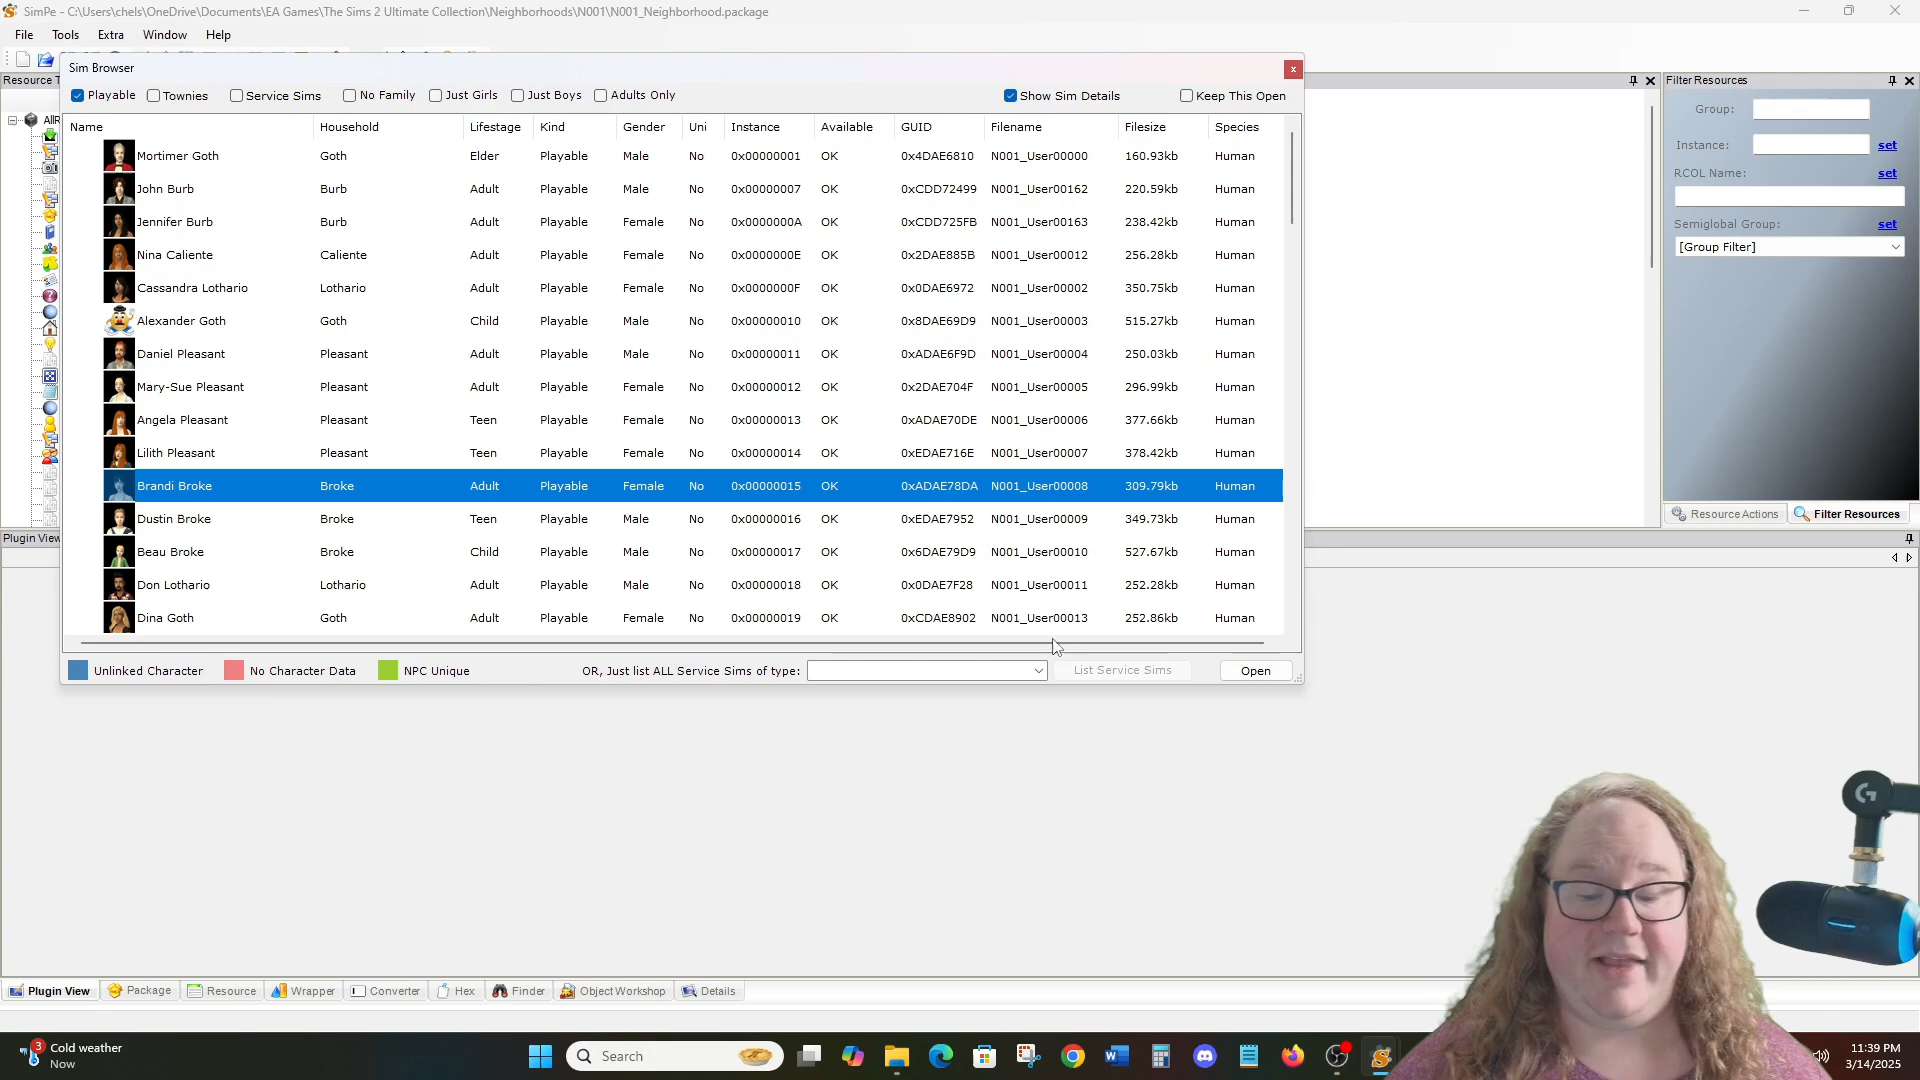 SimPe - C:\Users\chels\OneDrive\Documents\EA Games\The Sims 2 Ultimate Collection\Neighborhoods\N001\N001_Neighborhood.package
File Tools Extra Window Help
Resource T
Sim Browser
Filter Resources
Playable Townies Service Sims No Family Just Girls Just Boys Adults Only Show Sim Details Keep This Open
Name Household Lifestage Kind Gender Uni Instance Available GUID Filename Filesize Species
Mortimer Goth Goth Elder Playable Male No 0x00000001 OK 0x4DAE6810 N001_User00000 160.93kb Human
John Burb Burb Adult Playable Male No 0x00000007 OK 0xCDD72499 N001_User00162 220.59kb Human
Jennifer Burb Burb Adult Playable Female No 0x0000000A OK 0xCDD725FB N001_User00163 238.42kb Human
Nina Caliente Caliente Adult Playable Female No 0x0000000E OK 0x2DAE885B N001_User00012 256.28kb Human
Cassandra Lothario Lothario Adult Playable Female No 0x0000000F OK 0x0DAE6972 N001_User00002 350.75kb Human
Alexander Goth Goth Child Playable Male No 0x00000010 OK 0x8DAE69D9 N001_User00003 515.27kb Human
Daniel Pleasant Pleasant Adult Playable Male No 0x00000011 OK 0xADAE6F9D N001_User00004 250.03kb Human
Mary-Sue Pleasant Pleasant Adult Playable Female No 0x00000012 OK 0x2DAE704F N001_User00005 296.99kb Human
Angela Pleasant Pleasant Teen Playable Female No 0x00000013 OK 0xADAE70DE N001_User00006 377.66kb Human
Lilith Pleasant Pleasant Teen Playable Female No 0x00000014 OK 0xEDAE716E N001_User00007 378.42kb Human
Brandi Broke Broke Adult Playable Female No 0x00000015 OK 0xADAE78DA N001_User00008 309.79kb Human
Dustin Broke Broke Teen Playable Male No 0x00000016 OK 0xEDAE7952 N001_User00009 349.73kb Human
Beau Broke Broke Child Playable Male No 0x00000017 OK 0x6DAE79D9 N001_User00010 527.67kb Human
Don Lothario Lothario Adult Playable Male No 0x00000018 OK 0x0DAE7F28 N001_User00011 252.28kb Human
Dina Goth Goth Adult Playable Female No 0x00000019 OK 0xCDAE8902 N001_User00013 252.86kb Human
Unlinked Character No Character Data NPC Unique OR, Just list ALL Service Sims of type: List Service Sims Open
AllR
Group:
Instance: set
RCOL Name: set
Semiglobal Group: set
[Group Filter]
Resource Actions Filter Resources
Plugin View
Plugin View Package Resource Wrapper Converter Hex Finder Object Workshop Details
3
Cold weather
Now
Search
11:39 PM
3/14/2025